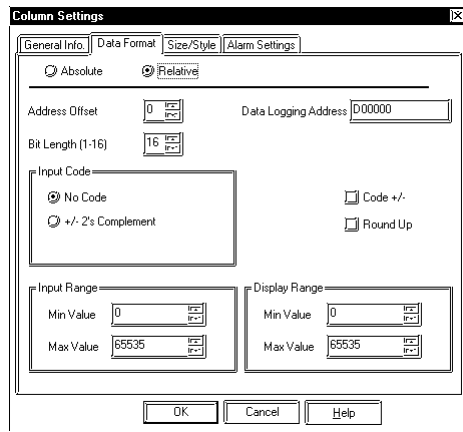 Column Settings
General Info. Data Format Size/Style Alarm Settings
Absolute Relative
Address Offset 0 Data Logging Address D00000
Bit Length (1-16) 16
Input Code
No Code Code +/-
+/- 2's Complement Round Up
Input Range Display Range
Min Value 0 Min Value 0
Max Value 65535 Max Value 65535
OK Cancel Help